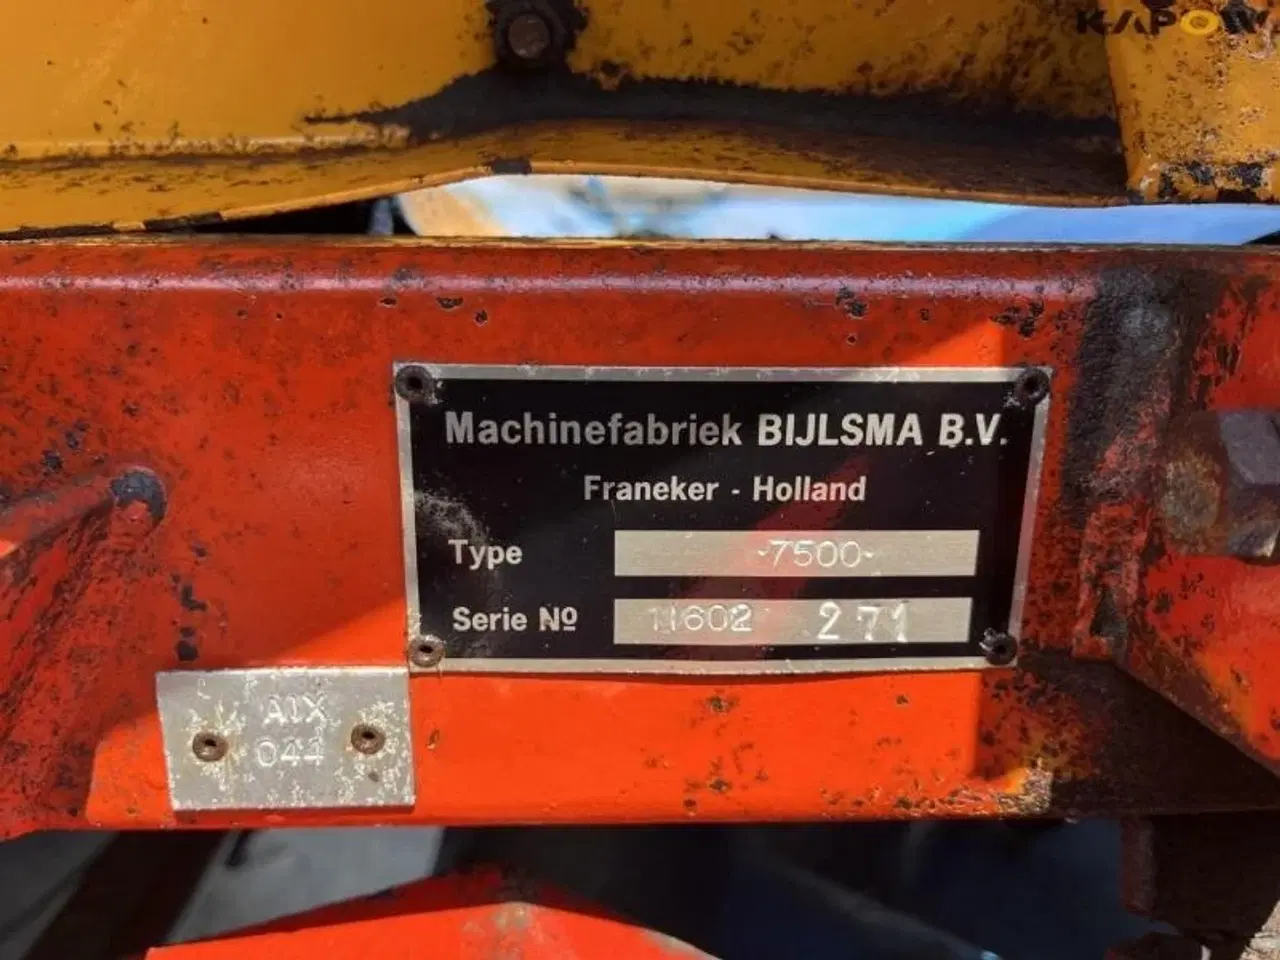 KAPOW
Machinefabriek BIJLSMA B.V.
Franeker - Holland
Type -7500-
Serie Nº 11602 271
AIX
044